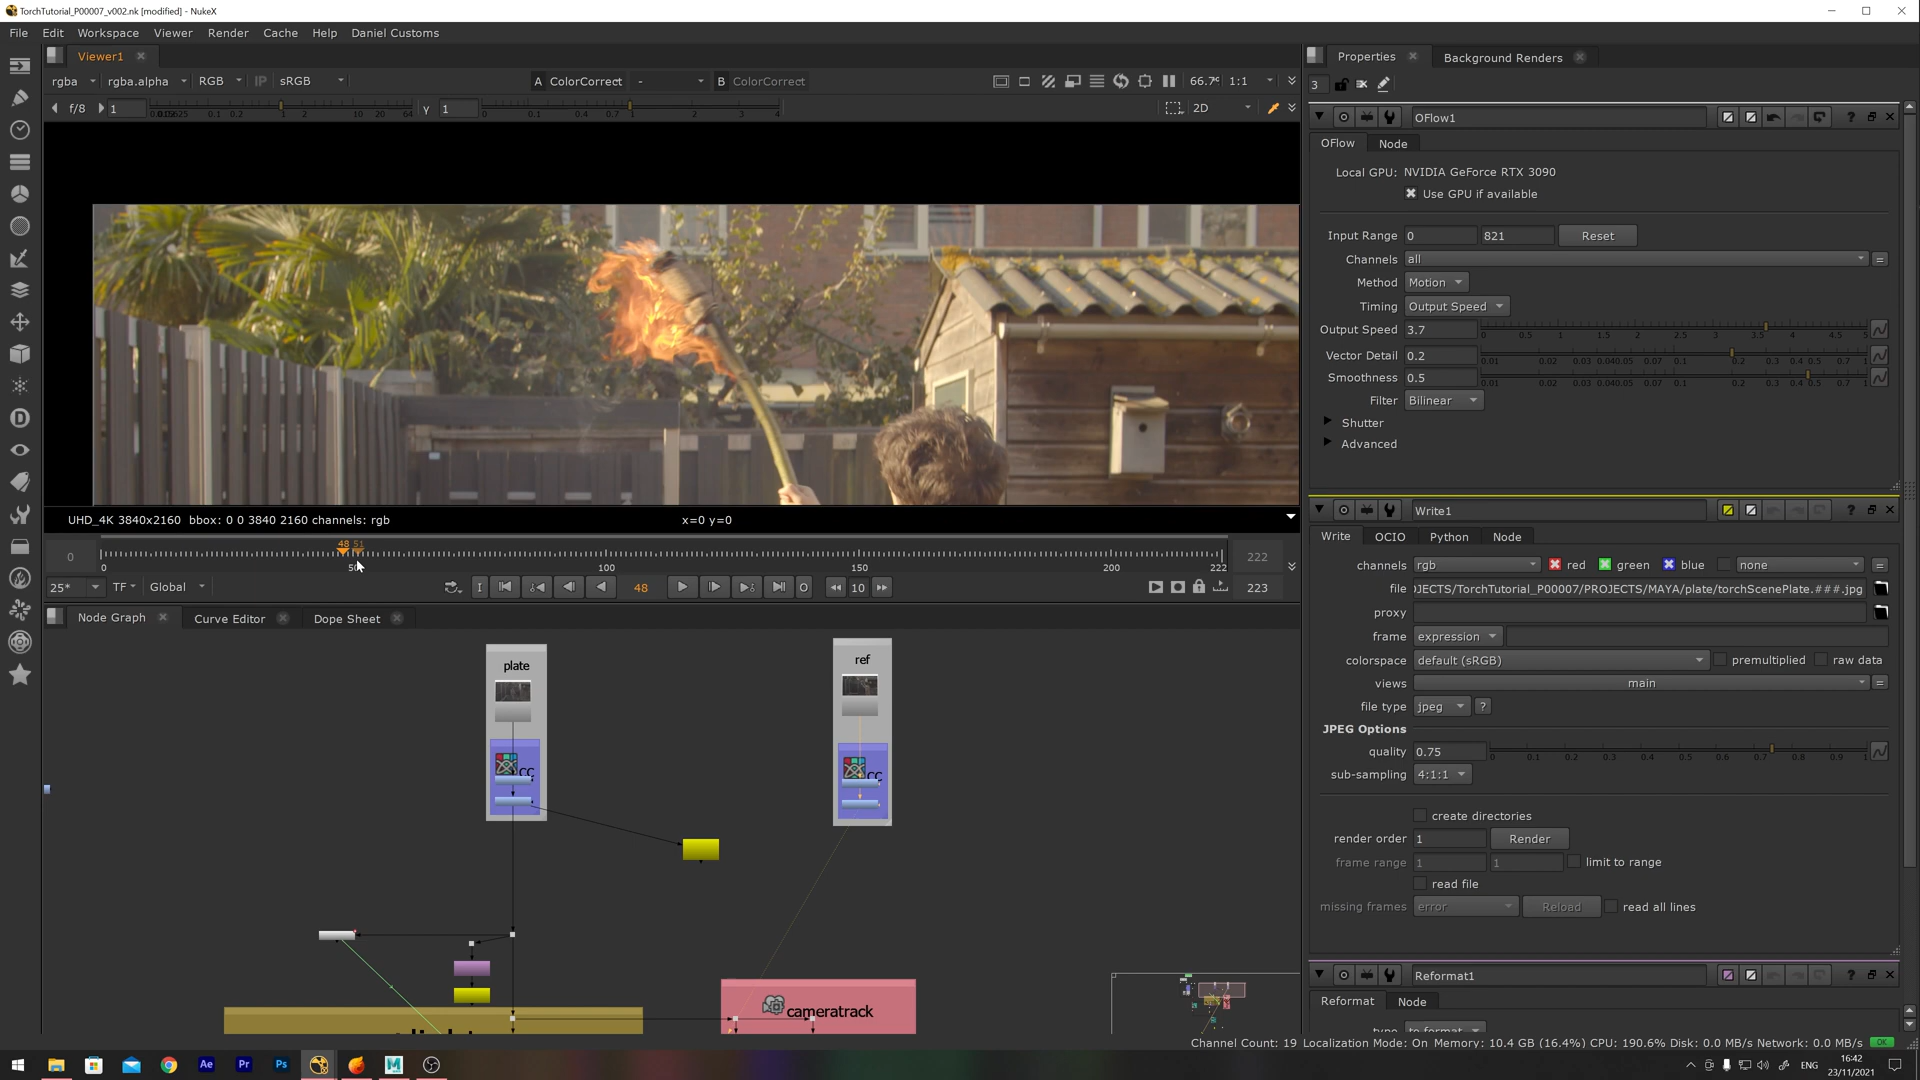 TorchTutorial_P00007_v002.nk [modified] - NukeX
File Edit Workspace Viewer Render Cache Help Daniel Customs
Viewer1
rgba rgba.alpha RGB IP sRGB A ColorCorrect - B ColorCorrect 66.7% 1:1
f/8 1 0.1 0.2 1 2 10 20 64 γ 1 0 0.1 0.4 0.7 1 2 3 4 2D
UHD_4K 3840x2160 bbox: 0 0 3840 2160 channels: rgb x=0 y=0
48 51
0 222
0 50 100 150 200 222
25* TF Global 48 10 223
Node Graph Curve Editor Dope Sheet
plate
ref
cc
cc
cameratrack
Properties Background Renders
3
OFlow1
OFlow Node
Local GPU: NVIDIA GeForce RTX 3090
Use GPU if available
Input Range 0 821 Reset
Channels all
Method Motion
Timing Output Speed
Output Speed 3.7
0 0.5 1 1.5 2 2.5 3 3.5 4 4.5
Vector Detail 0.2
0.01 0.02 0.03 0.040.05 0.07 0.1 0.2 0.3 0.4 0.5 0.7 1
Smoothness 0.5
0.01 0.02 0.03 0.040.05 0.07 0.1 0.2 0.3 0.4 0.5 0.7 1
Filter Bilinear
Shutter
Advanced
Write1
Write OCIO Python Node
channels rgb red green blue none =
file JECTS/TorchTutorial_P00007/PROJECTS/MAYA/plate/torchScenePlate.###.jpg
proxy
frame expression
colorspace default (sRGB) premultiplied raw data
views main =
file type jpeg ?
JPEG Options
quality 0.75
0 0.1 0.2 0.3 0.4 0.5 0.6 0.7 0.8 0.9 1
sub-sampling 4:1:1
create directories
render order 1 Render
frame range 1 1 limit to range
read file
missing frames error Reload read all lines
Reformat1
Reformat Node
type to format
Channel Count: 19 Localization Mode: On Memory: 10.4 GB (16.4%) CPU: 190.6% Disk: 0.0 MB/s Network: 0.0 MB/s OK
Ae Pr Ps M
ENG
16:42
23/11/2021